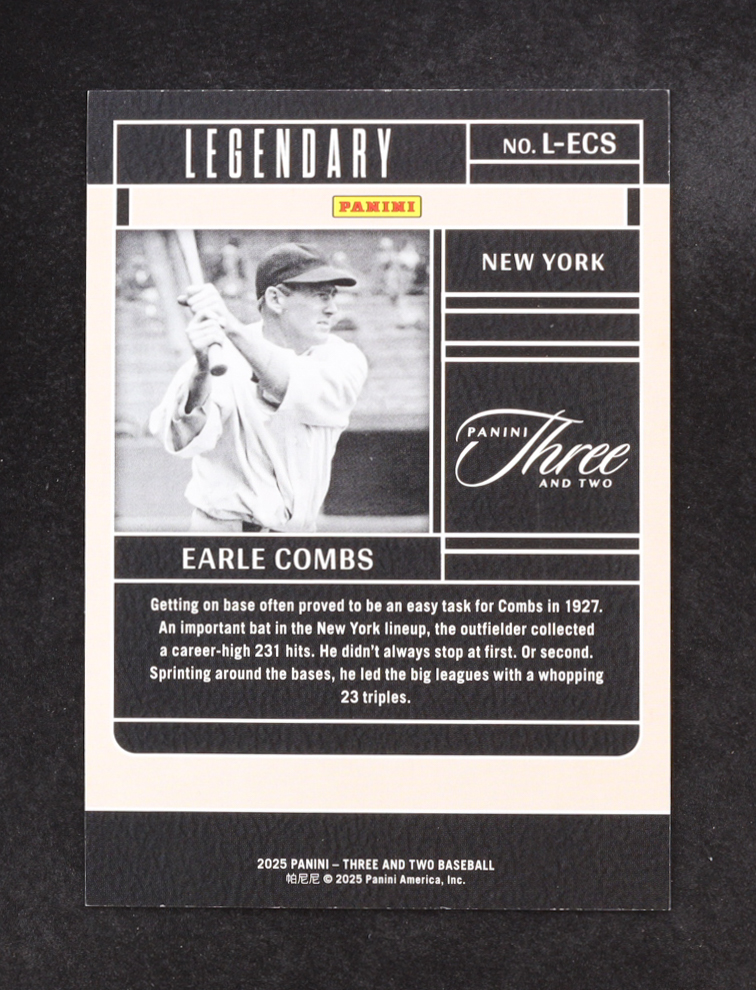 LEGENDARY
NO. L-ECS
PANINI
NEW YORK
PANINI
Three
AND TWO
EARLE COMBS
Getting on base often proved to be an easy task for Combs in 1927.
An important bat in the New York lineup, the outfielder collected
a career-high 231 hits. He didn't always stop at first. Or second.
Sprinting around the bases, he led the big leagues with a whopping
23 triples.
2025 PANINI – THREE AND TWO BASEBALL
帕尼尼 © 2025 Panini America, Inc.